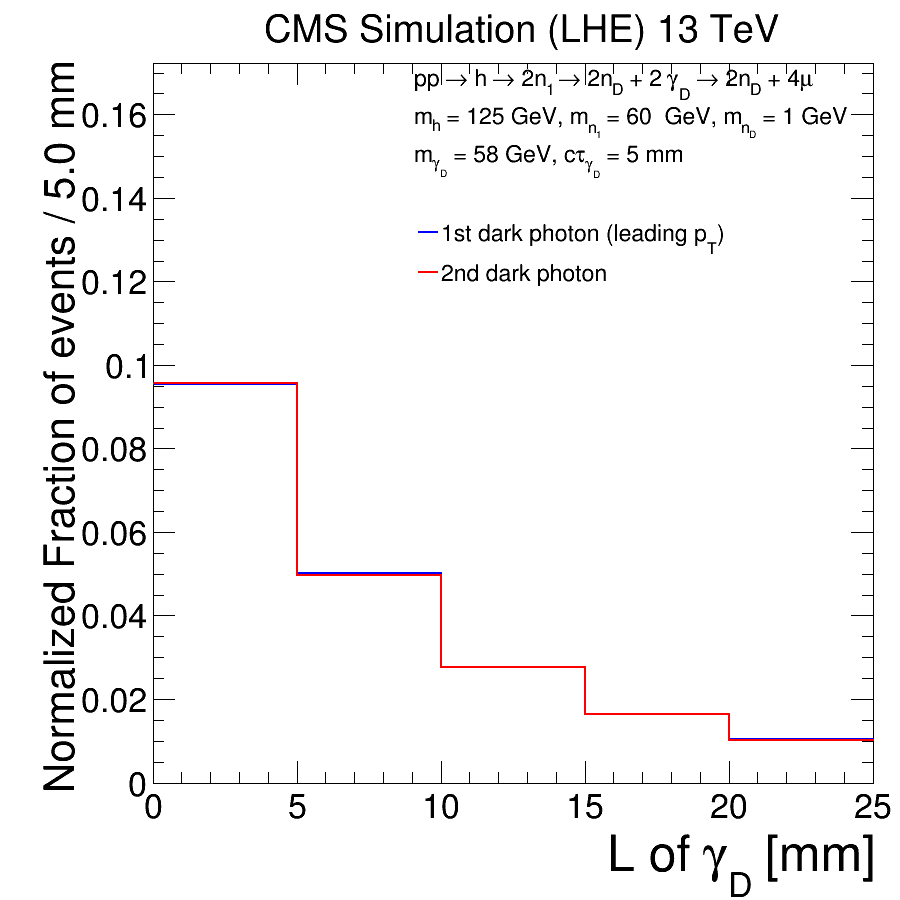 CMS Simulation (LHE) 13 TeV
pp → h → 2n₁ → 2n_D + 2 γ_D → 2n_D + 4μ
m_h = 125 GeV, m_n₁ = 60 GeV, m_n_D = 1 GeV
m_γ_D = 58 GeV, cτ_γ_D = 5 mm
1st dark photon (leading p_T)
2nd dark photon
Normalized Fraction of events / 5.0 mm
0.16
0.14
0.12
0.1
0.08
0.06
0.04
0.02
0
0 5 10 15 20 25
L of γ_D [mm]